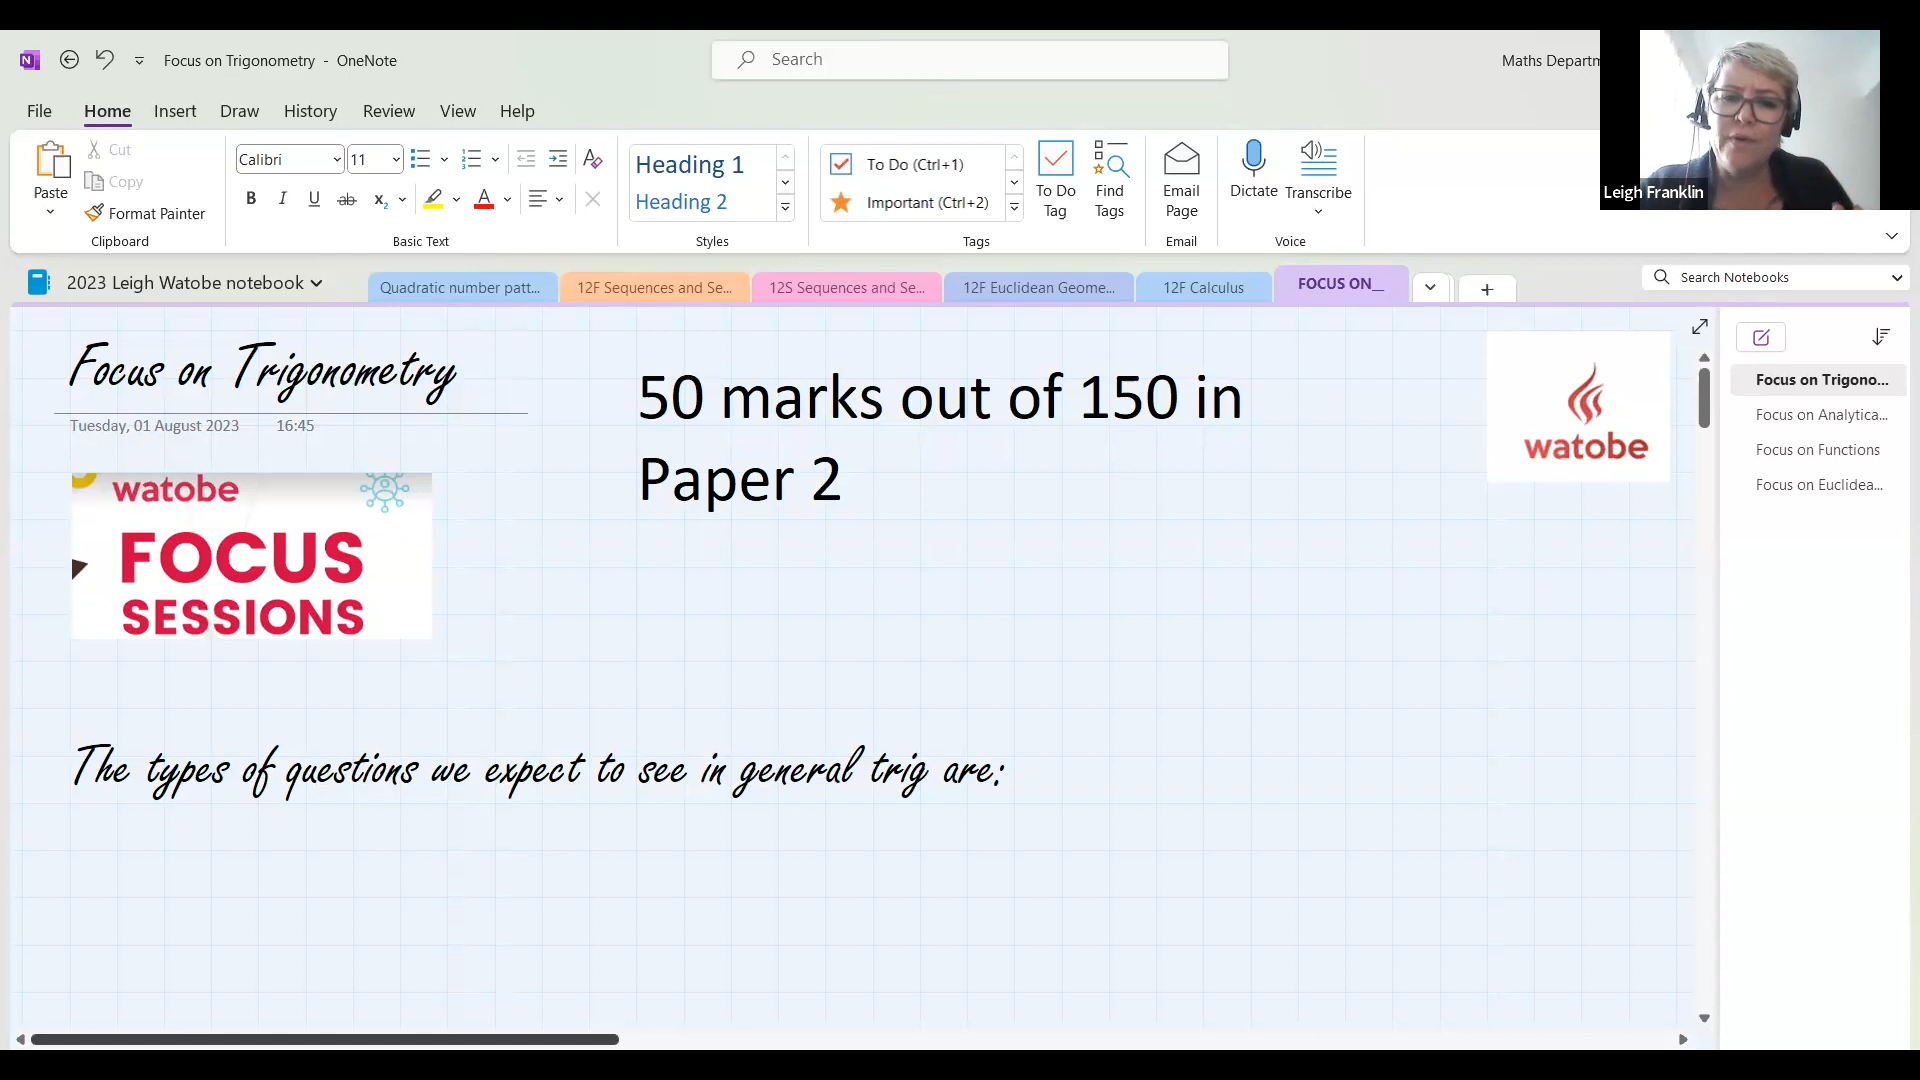 Focus on Trigonometry - OneNote
Search
Maths Departm
File Home Insert Draw History Review View Help
Paste
Cut
Copy
Format Painter
Clipboard
Calibri 11
B I U ab x₂ A
Basic Text
Heading 1
Heading 2
Styles
To Do (Ctrl+1)
Important (Ctrl+2)
Tags
To Do Tag
Find Tags
Email Page
Email
Dictate
Transcribe
Voice
Leigh Franklin
2023 Leigh Watobe notebook
Quadratic number patt...
12F Sequences and Se...
12S Sequences and Se...
12F Euclidean Geome...
12F Calculus
FOCUS ON__
Search Notebooks
Focus on Trigonometry
Tuesday, 01 August 2023 16:45
50 marks out of 150 in
Paper 2
watobe
watobe
FOCUS
SESSIONS
The types of questions we expect to see in general trig are:
Focus on Trigono...
Focus on Analytica...
Focus on Functions
Focus on Euclidea...